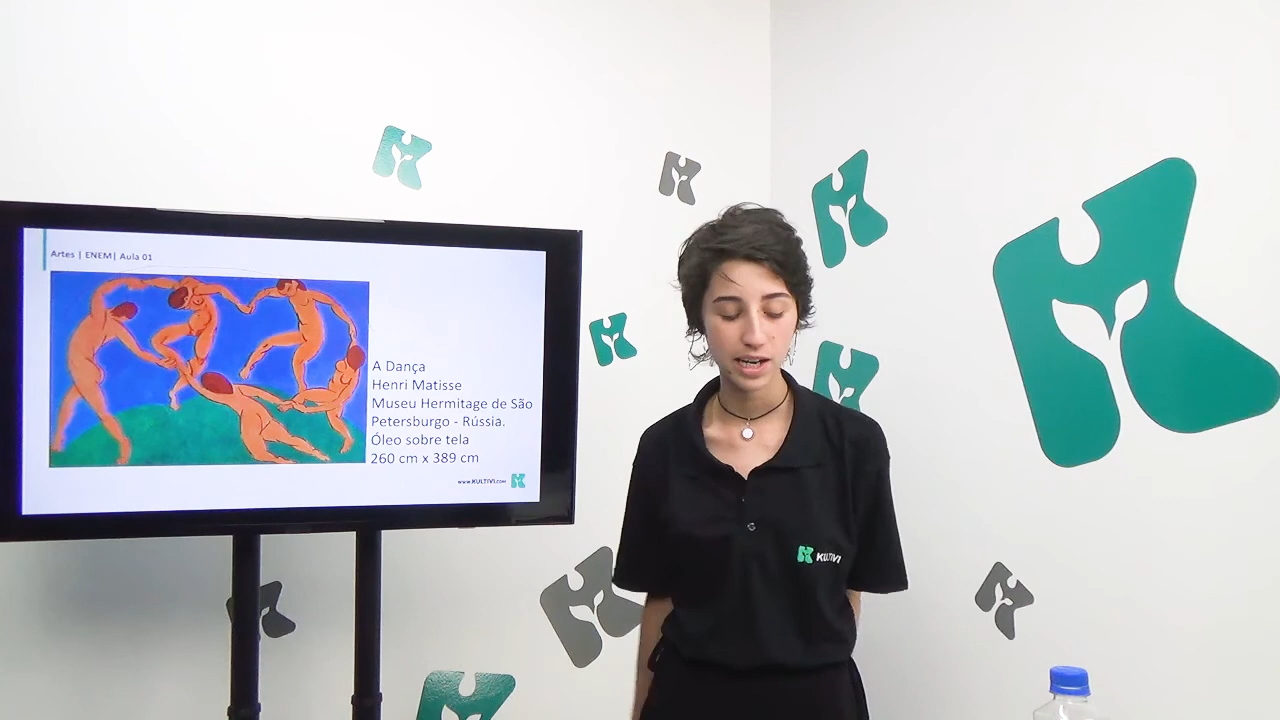 Artes | ENEM| Aula 01
A Dança
Henri Matisse
Museu Hermitage de São
Petersburgo - Rússia.
Óleo sobre tela
260 cm x 389 cm
www.KULTIVI.COM
KULTIVI